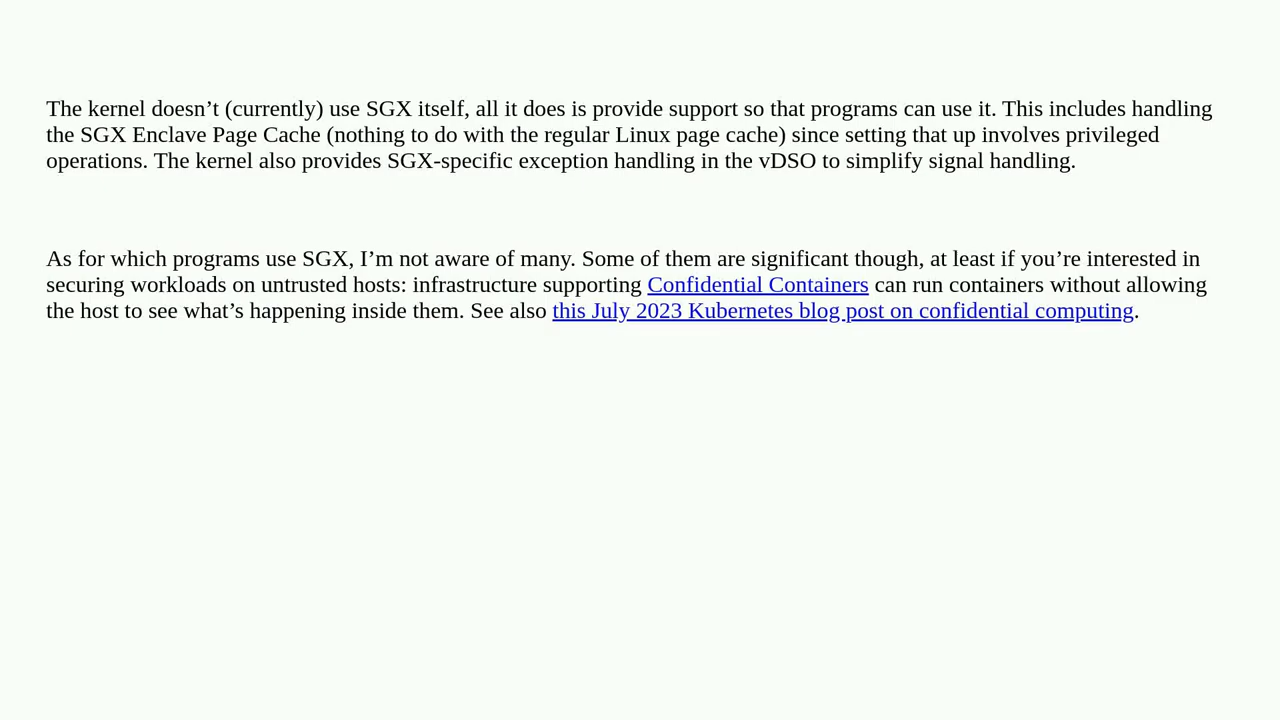 The kernel doesn’t (currently) use SGX itself, all it does is provide support so that programs can use it. This includes handling
the SGX Enclave Page Cache (nothing to do with the regular Linux page cache) since setting that up involves privileged
operations. The kernel also provides SGX-specific exception handling in the vDSO to simplify signal handling.
As for which programs use SGX, I’m not aware of many. Some of them are significant though, at least if you’re interested in
securing workloads on untrusted hosts: infrastructure supporting Confidential Containers can run containers without allowing
the host to see what’s happening inside them. See also this July 2023 Kubernetes blog post on confidential computing.